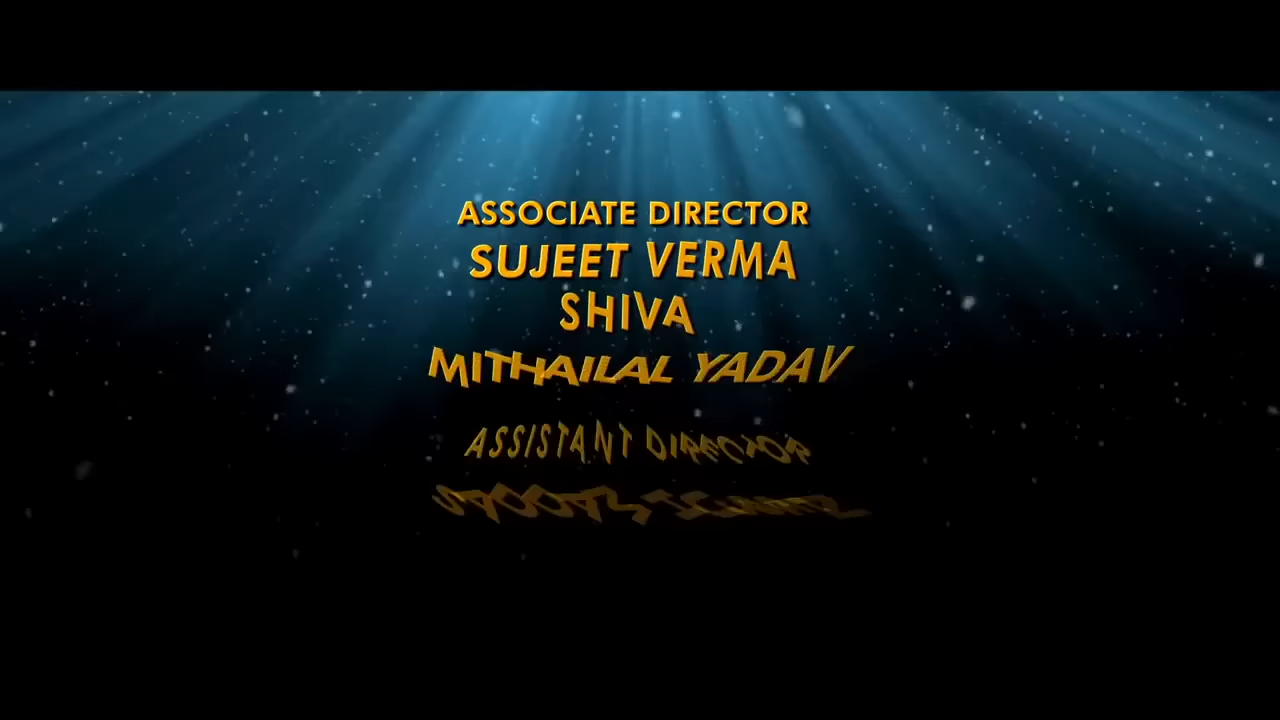 ASSOCIATE DIRECTOR
SUJEET VERMA
SHIVA
MITHAILAL YADAV
ASSISTANT DIRECTOR